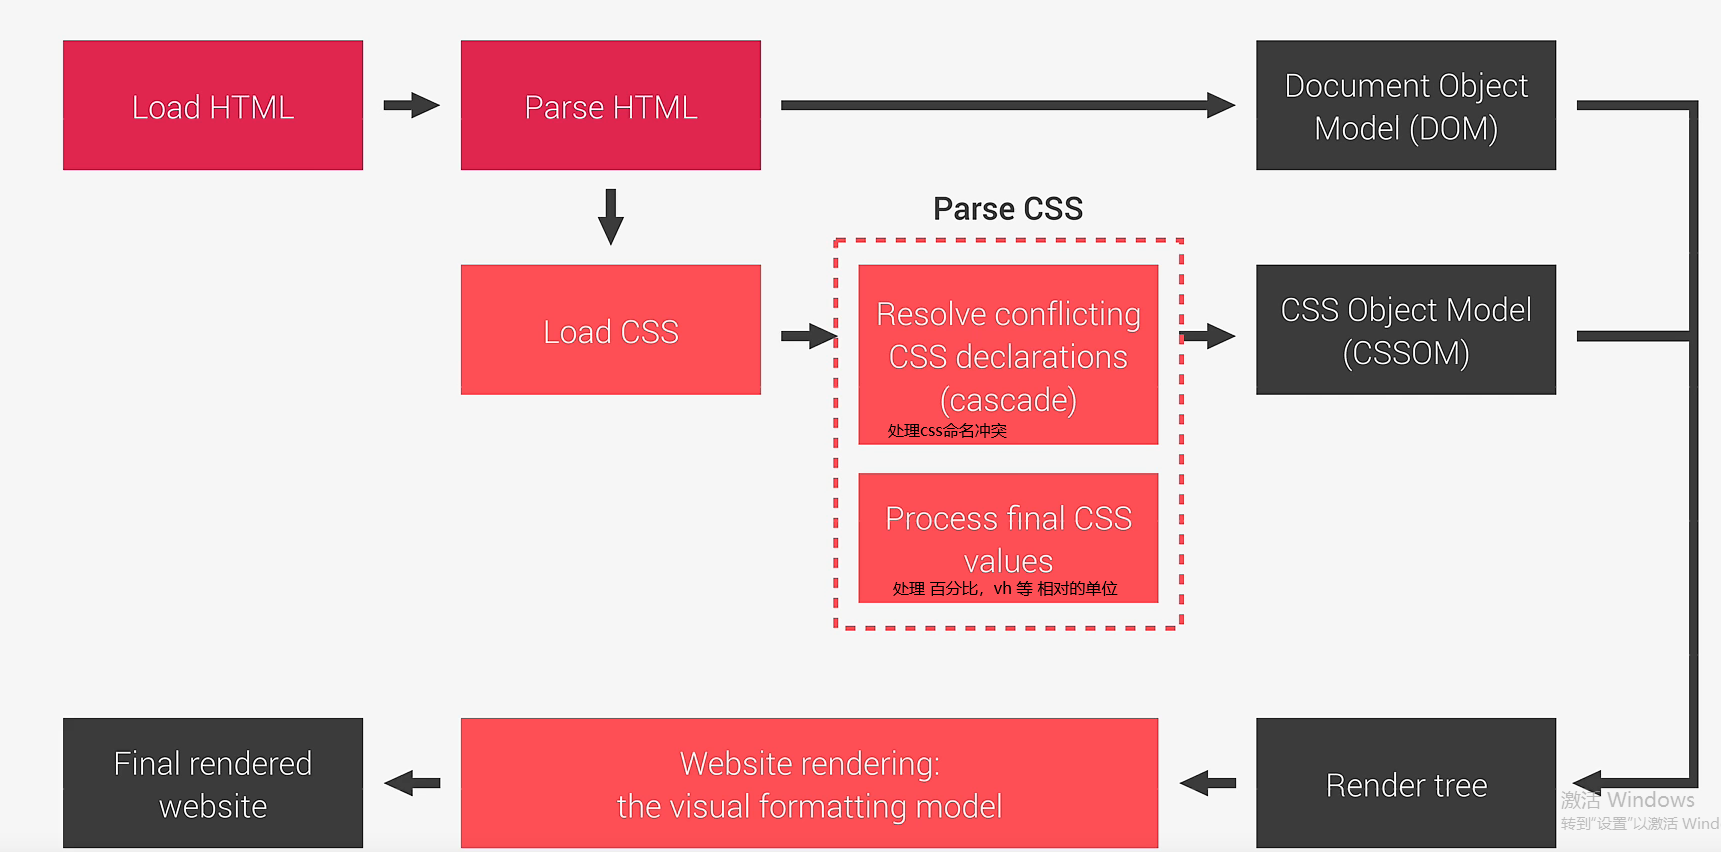 Load HTML
Parse HTML
Document Object
Model (DOM)
Parse CSS
Load CSS
Resolve conflicting
CSS declarations
(cascade)
处理css命名冲突
Process final CSS
values
处理 百分比，vh 等 相对的单位
CSS Object Model
(CSSOM)
Final rendered
website
Website rendering:
the visual formatting model
Render tree
激活 Windows
转到“设置”以激活 Wind